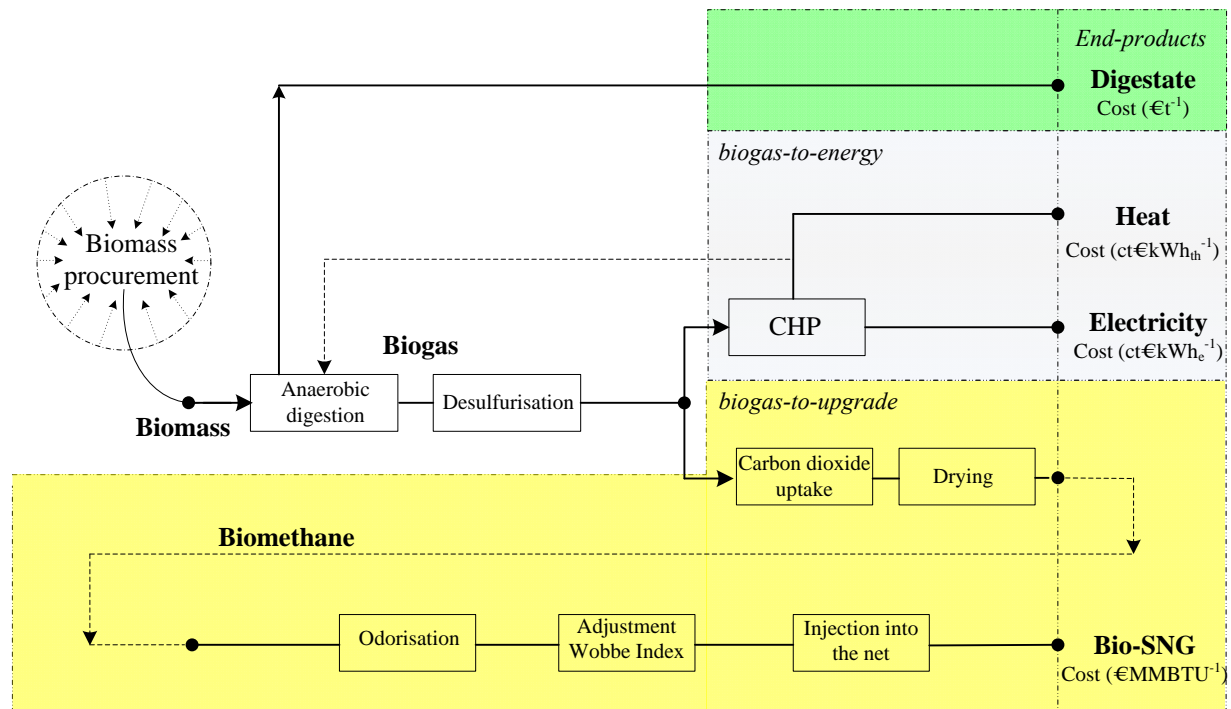 End-products
Digestate
Cost (€t⁻¹)
biogas-to-energy
Heat
Cost (ct€kWhth⁻¹)
Biomass
procurement
CHP
Electricity
Cost (ct€kWhe⁻¹)
Biogas
Anaerobic
digestion
Desulfurisation
Biomass
biogas-to-upgrade
Carbon dioxide
uptake
Drying
Biomethane
Odorisation
Adjustment
Wobbe Index
Injection into
the net
Bio-SNG
Cost (€MMBTU⁻¹)